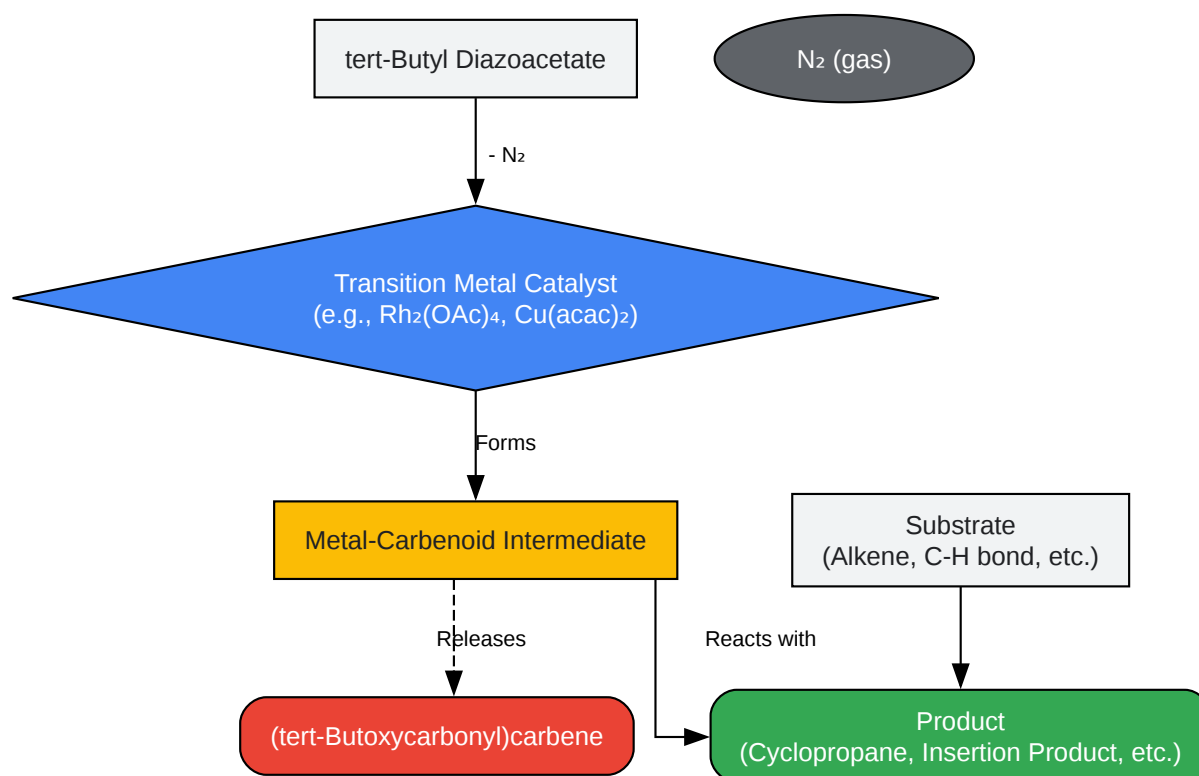 tert-Butyl Diazoacetate
N₂ (gas)
- N₂
Transition Metal Catalyst
(e.g., Rh₂(OAc)₄, Cu(acac)₂)
Forms
Metal-Carbenoid Intermediate
Substrate
(Alkene, C-H bond, etc.)
Releases
Reacts with
(tert-Butoxycarbonyl)carbene
Product
(Cyclopropane, Insertion Product, etc.)